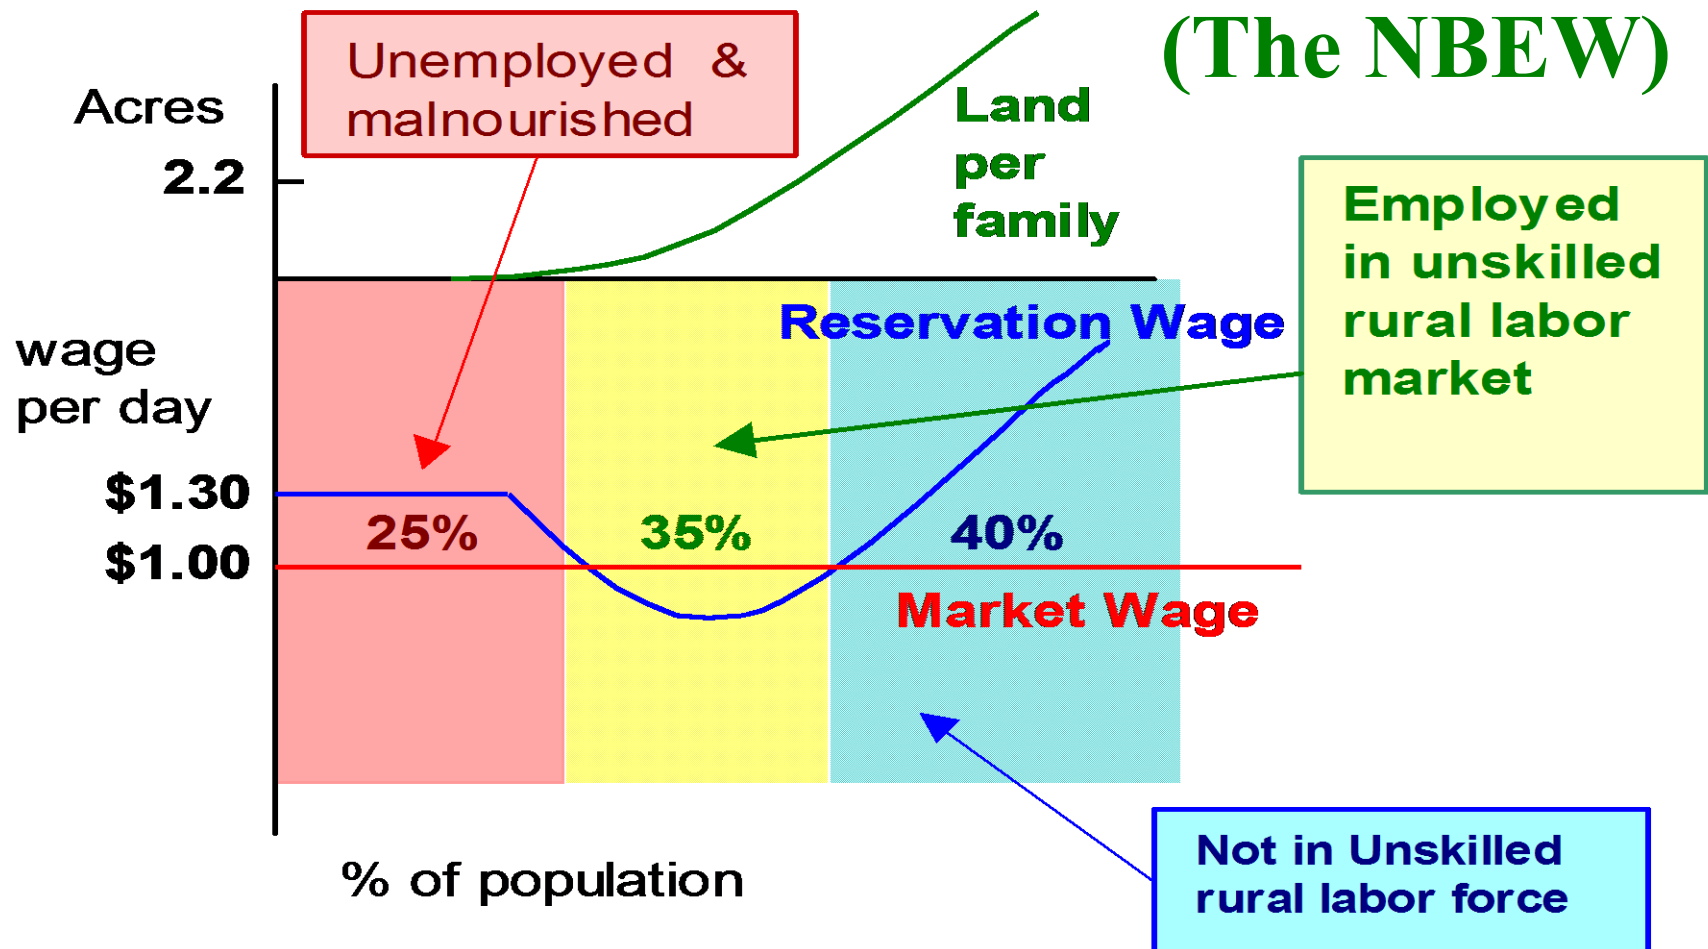 (The NBEW)
Unemployed &
malnourished
Acres
2.2
Land
per
family
Employed
in unskilled
rural labor
market
Reservation Wage
wage
per day
$1.30
$1.00
25%
35%
40%
Market Wage
% of population
Not in Unskilled
rural labor force